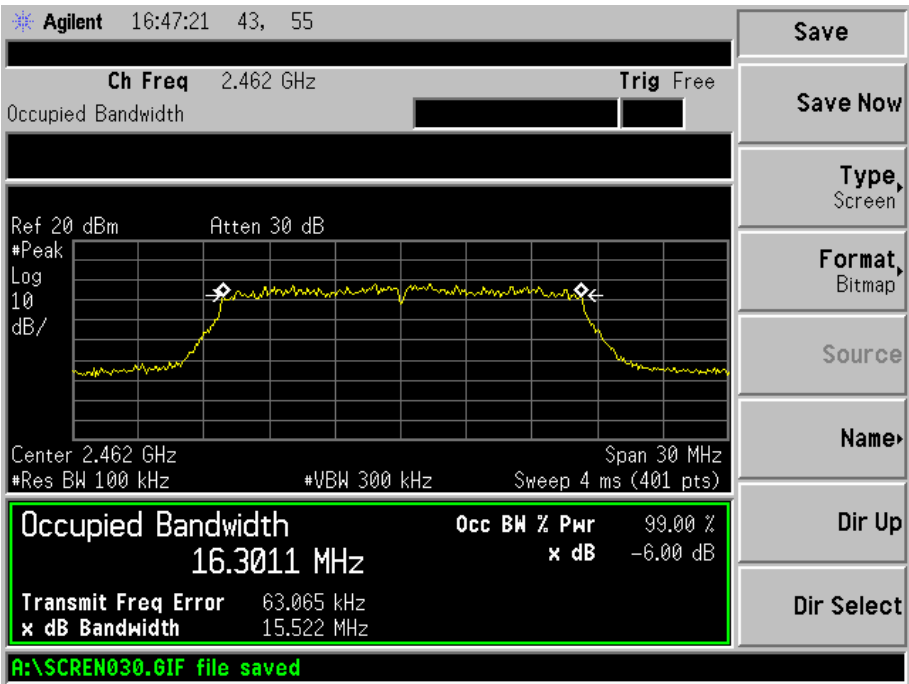 Agilent 16:47:21 43, 55
Save
Ch Freq 2.462 GHz Trig Free
Occupied Bandwidth
Save Now
Type
Screen
Ref 20 dBm Atten 30 dB
#Peak
Log
10
dB/
Format
Bitmap
Source
Name
Center 2.462 GHz Span 30 MHz
#Res BW 100 kHz #VBW 300 kHz Sweep 4 ms (401 pts)
Occupied Bandwidth Occ BW % Pwr 99.00 %
16.3011 MHz x dB -6.00 dB
Dir Up
Transmit Freq Error 63.065 kHz
x dB Bandwidth 15.522 MHz
Dir Select
A:\SCREN030.GIF file saved